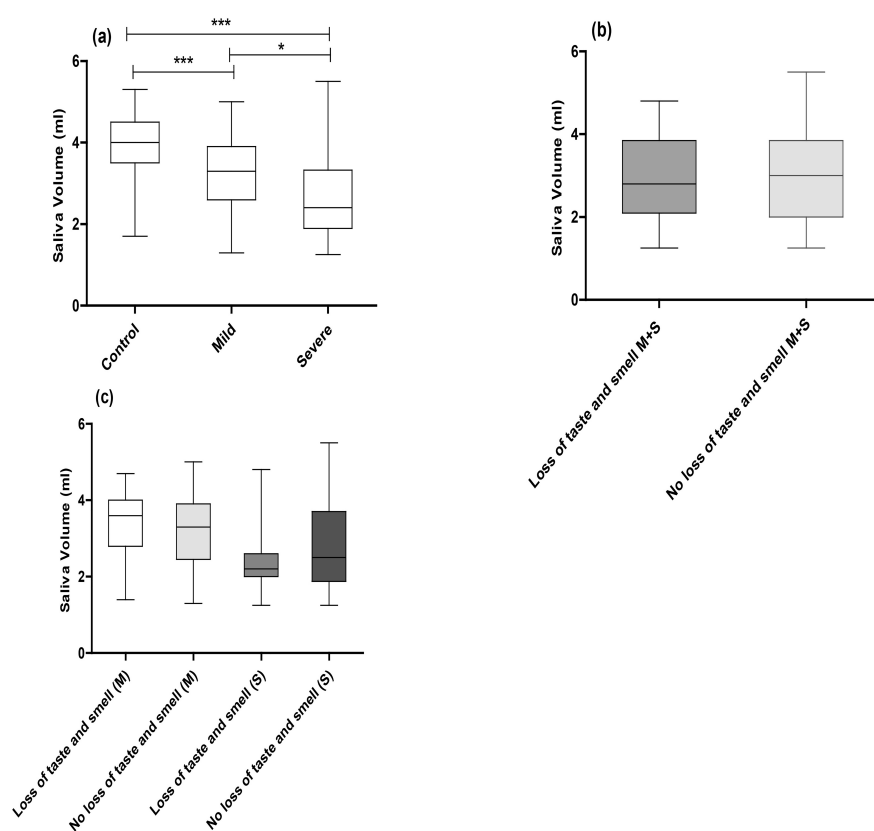 (a)
***
***
*
Saliva Volume (ml)
6
4
2
0
Control
Mild
Severe
(b)
Saliva Volume (ml)
6
4
2
0
Loss of taste and smell M+S
No loss of taste and smell M+S
(c)
Saliva Volume (ml)
6
4
2
0
Loss of taste and smell (M)
No loss of taste and smell (M)
Loss of taste and smell (S)
No loss of taste and smell (S)